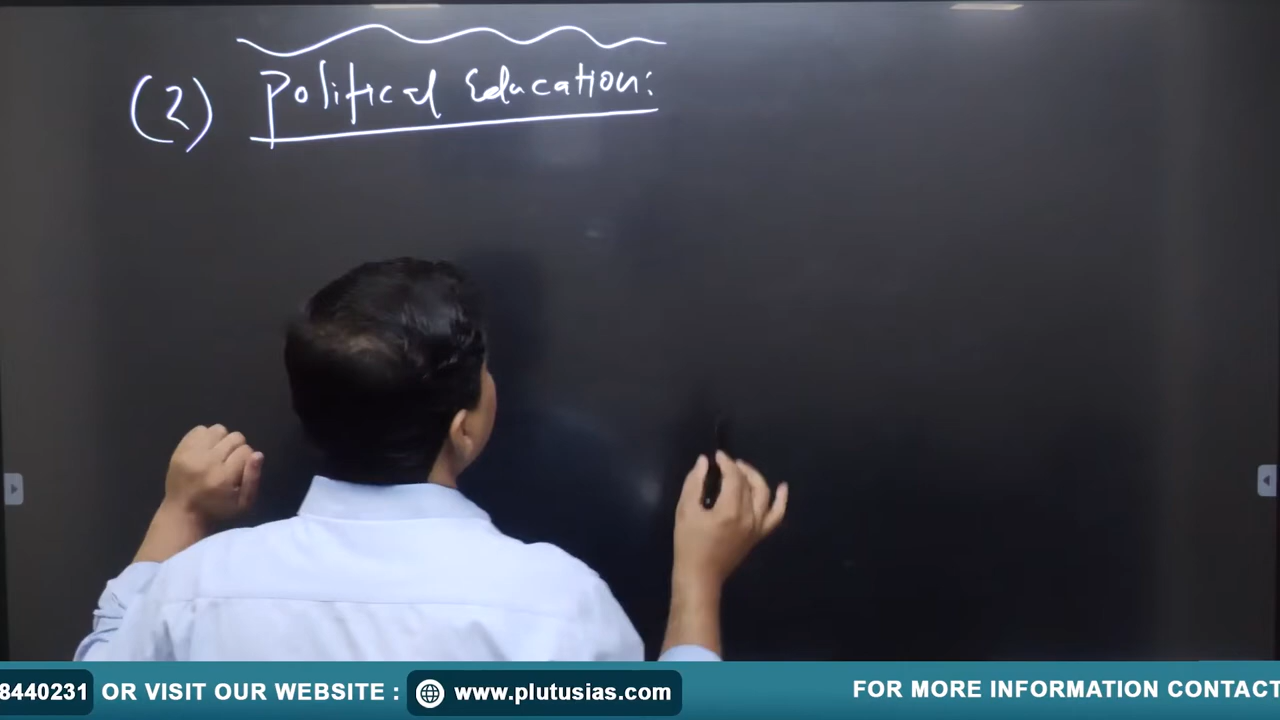 (2) Political Education:
8440231 OR VISIT OUR WEBSITE : www.plutusias.com FOR MORE INFORMATION CONTACT